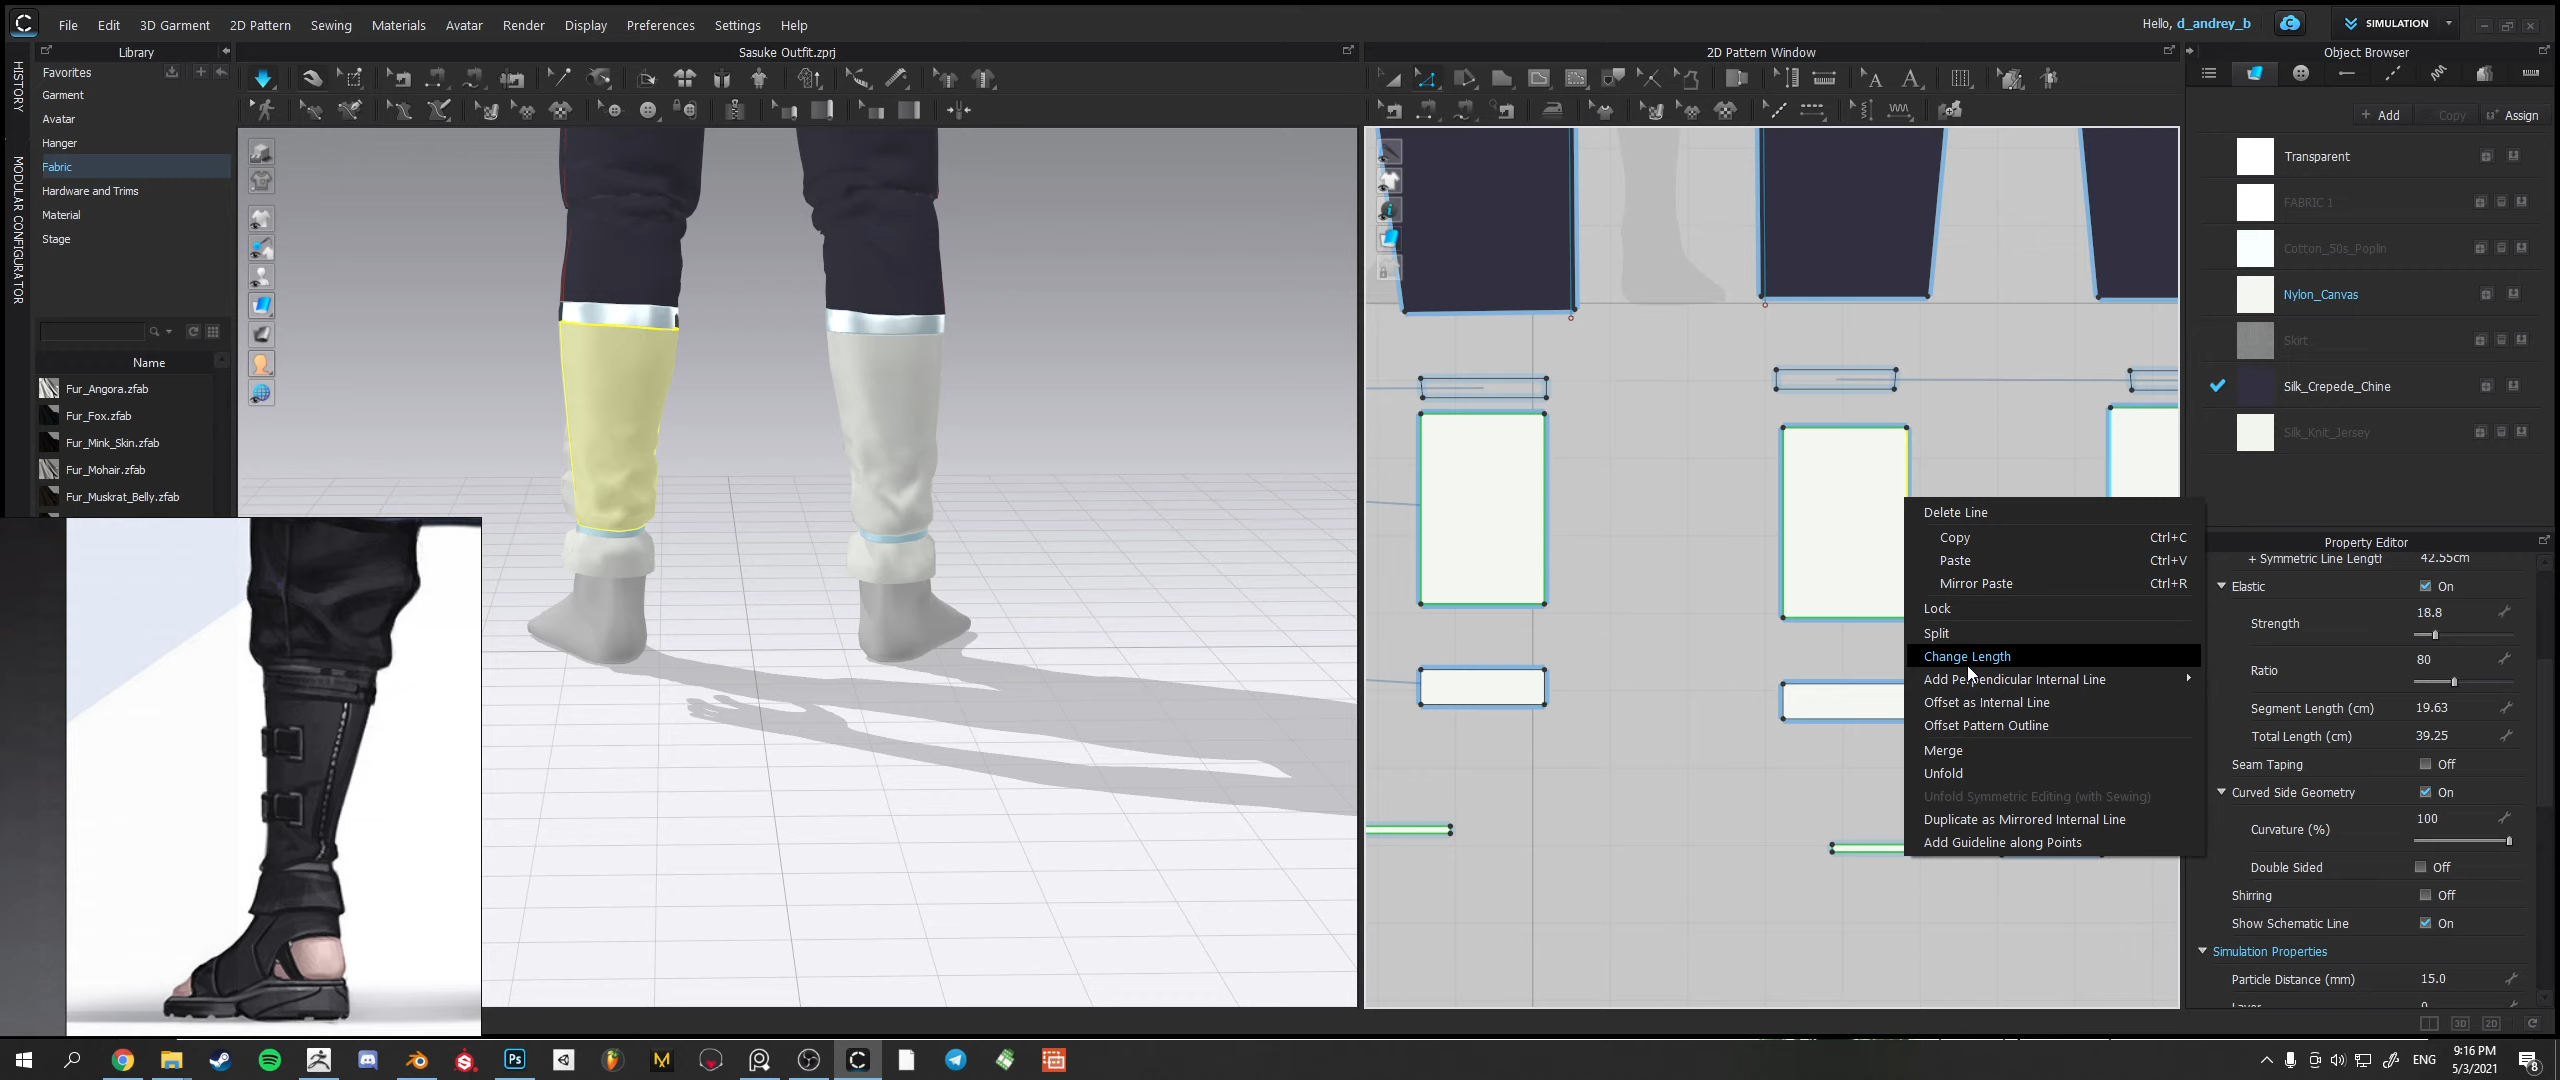 File Edit 3D Garment 2D Pattern Sewing Materials Avatar Render Display Preferences Settings Help
Hello, d_andrey_b
SIMULATION
HISTORY
MODULAR CONFIGURATOR
Library
Favorites
Garment
Avatar
Hanger
Fabric
Hardware and Trims
Material
Stage
Name
Fur_Angora.zfab
Fur_Fox.zfab
Fur_Mink_Skin.zfab
Fur_Mohair.zfab
Fur_Muskrat_Belly.zfab
Sasuke Outfit.zprj
2D Pattern Window
Delete Line
Copy Ctrl+C
Paste Ctrl+V
Mirror Paste Ctrl+R
Lock
Split
Change Length
Add Perpendicular Internal Line
Offset as Internal Line
Offset Pattern Outline
Merge
Unfold
Unfold Symmetric Editing (with Sewing)
Duplicate as Mirrored Internal Line
Add Guideline along Points
Object Browser
+ Add Copy Assign
Transparent
FABRIC 1
Cotton_50s_Poplin
Nylon_Canvas
Skirt
Silk_Crepede_Chine
Silk_Knit_Jersey
Property Editor
+ Symmetric Line Length 42.55cm
Elastic On
Strength 18.8
Ratio 80
Segment Length (cm) 19.63
Total Length (cm) 39.25
Seam Taping Off
Curved Side Geometry On
Curvature (%) 100
Double Sided Off
Shirring Off
Show Schematic Line On
Simulation Properties
Particle Distance (mm) 15.0
Layer 0
3D 2D
Ps
ENG
9:16 PM
5/3/2021
8